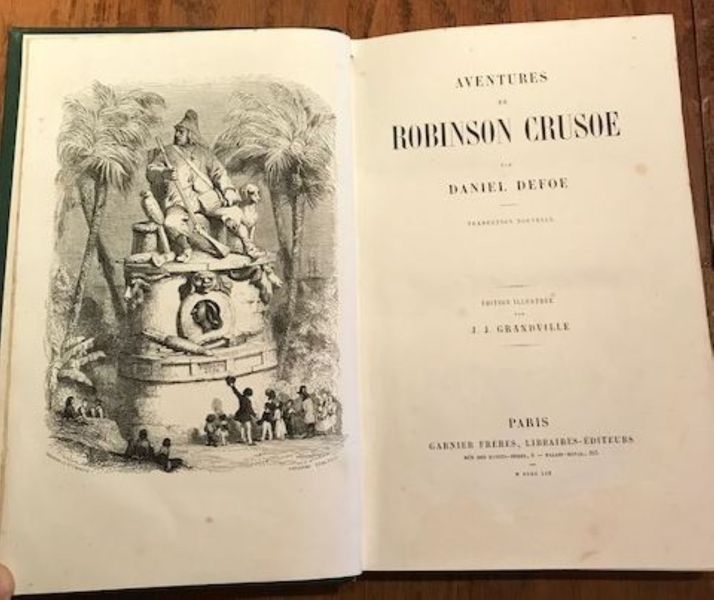 AVENTURES
DE
ROBINSON CRUSOE
PAR
DANIEL DEFOE
TRADUCTION NOUVELLE
ÉDITION ILLUSTRÉE
PAR
J. J. GRANDVILLE
PARIS
GARNIER FRÈRES, LIBRAIRES-ÉDITEURS